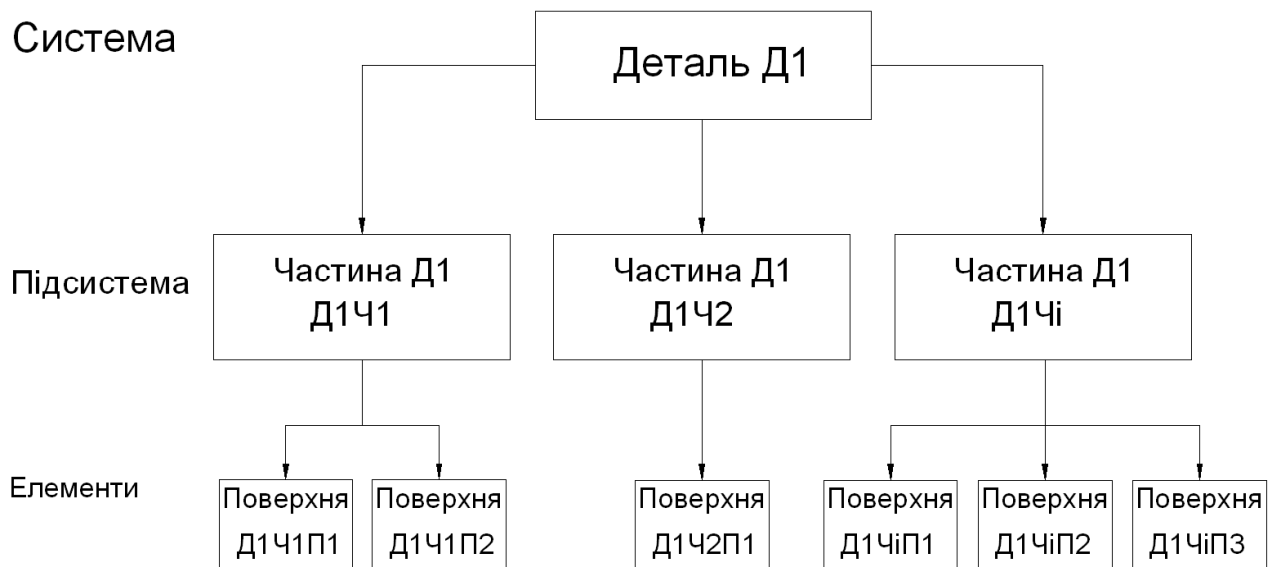 Система
Деталь Д1
Підсистема
Частина Д1
Д1Ч1
Частина Д1
Д1Ч2
Частина Д1
Д1Чі
Елементи
Поверхня
Д1Ч1П1
Поверхня
Д1Ч1П2
Поверхня
Д1Ч2П1
Поверхня
Д1ЧіП1
Поверхня
Д1ЧіП2
Поверхня
Д1ЧіП3